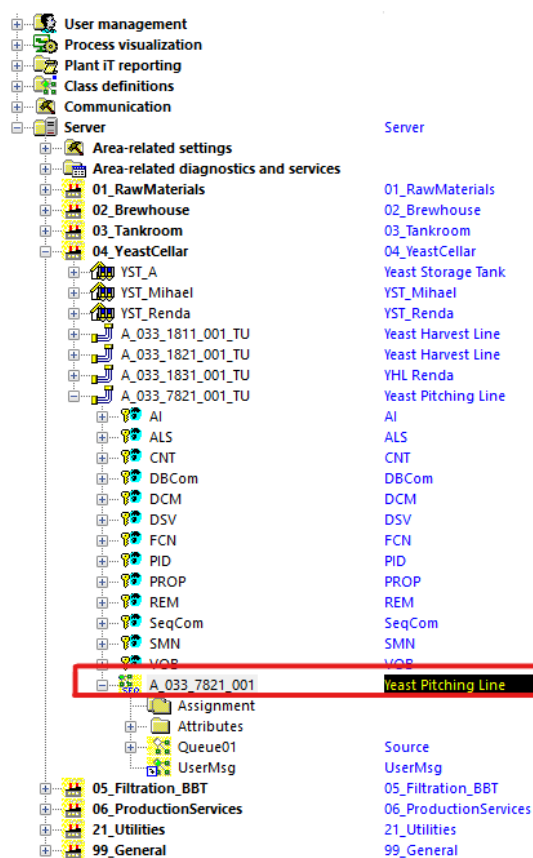 User management
Process visualization
Plant iT reporting
Class definitions
Communication
Server Server
Area-related settings
Area-related diagnostics and services
01_RawMaterials 01_RawMaterials
02_Brewhouse 02_Brewhouse
03_Tankroom 03_Tankroom
04_YeastCellar 04_YeastCellar
YST_A Yeast Storage Tank
YST_Mihael YST_Mihael
YST_Renda YST_Renda
A_033_1811_001_TU Yeast Harvest Line
A_033_1821_001_TU Yeast Harvest Line
A_033_1831_001_TU YHL Renda
A_033_7821_001_TU Yeast Pitching Line
AI AI
ALS ALS
CNT CNT
DBCom DBCom
DCM DCM
DSV DSV
FCN FCN
PID PID
PROP PROP
REM REM
SeqCom SeqCom
SMN SMN
VOB VOB
SEQ A_033_7821_001 Yeast Pitching Line
Assignment
Attributes
Queue01 Source
UserMsg UserMsg
05_Filtration_BBT 05_Filtration_BBT
06_ProductionServices 06_ProductionServices
21_Utilities 21_Utilities
99_General 99_General